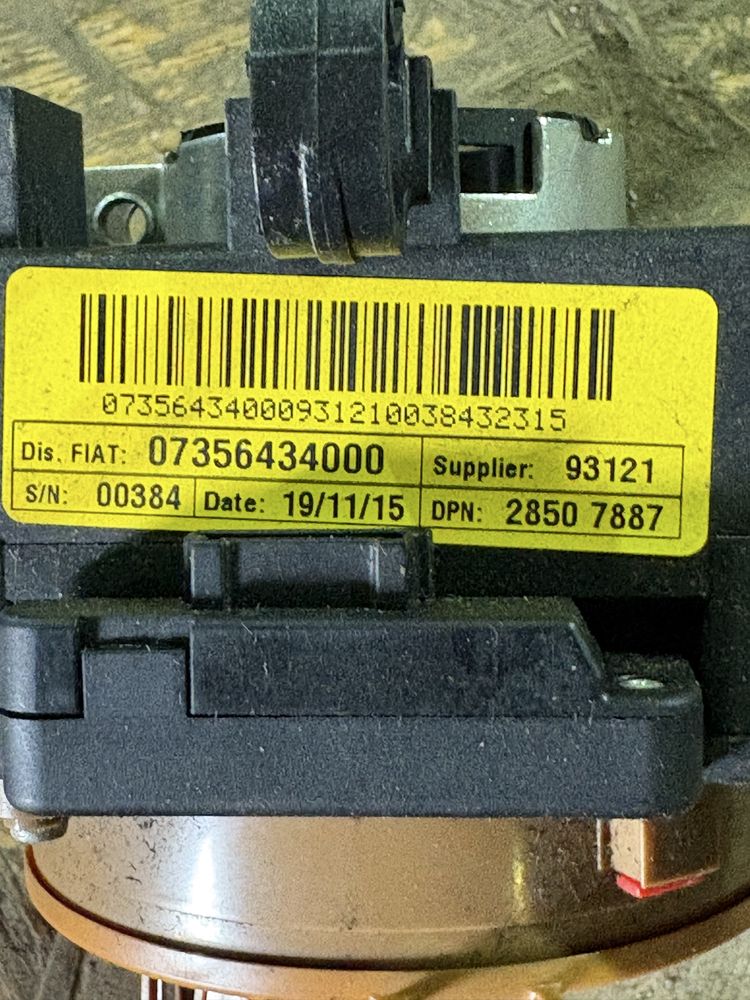 07356434000931210038432315
Dis. FIAT: 07356434000 Supplier: 93121
S/N: 00384 Date: 19/11/15 DPN: 2850 7887